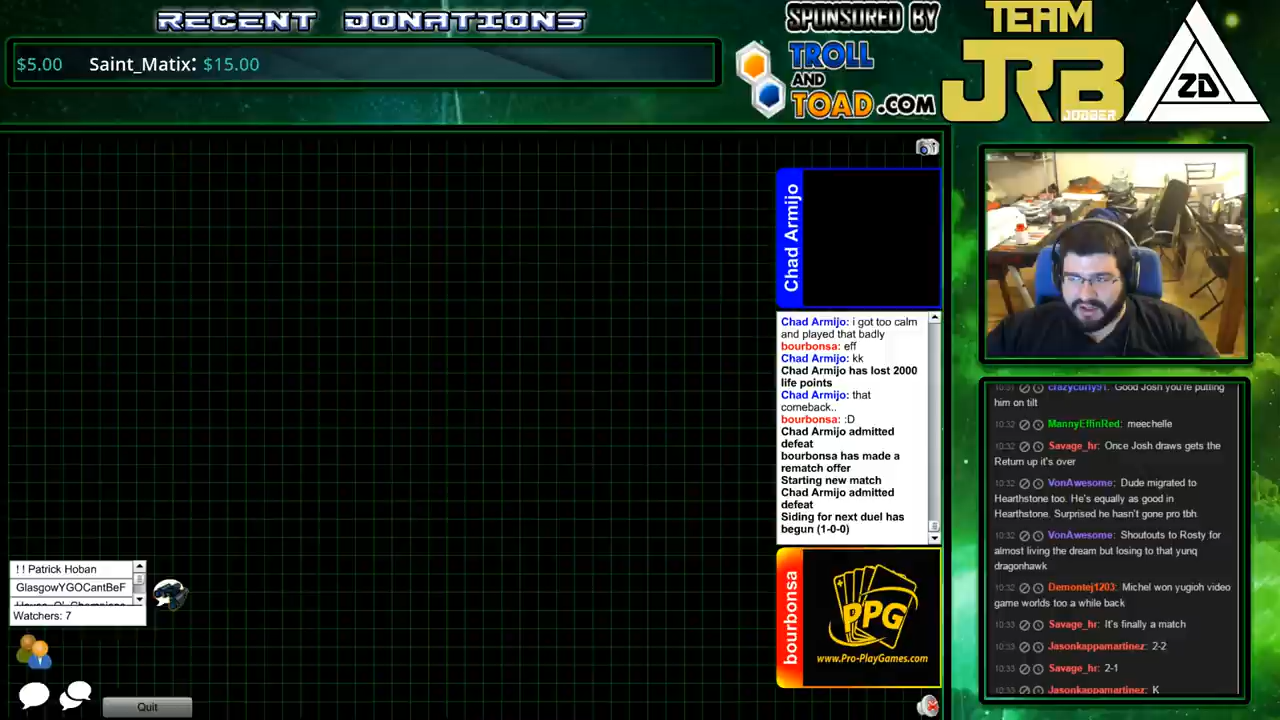 RECENT DONATIONS
$5.00 Saint_Matix: $15.00
SPONSORED BY
TROLL
AND
TOAD.COM
TEAM
JRB
JOBBER
ZD
Chad Armijo
Chad Armijo: i got too calm
and played that badly
bourbonsa: eff
Chad Armijo: kk
Chad Armijo has lost 2000
life points
Chad Armijo: that
comeback..
bourbonsa: :D
Chad Armijo admitted
defeat
bourbonsa has made a
rematch offer
Starting new match
Chad Armijo admitted
defeat
Siding for next duel has
begun (1-0-0)
bourbonsa
PPG
www.Pro-PlayGames.com
! ! Patrick Hoban
GlasgowYGOCantBeF
Watchers: 7
Quit
10:31 crazycurly91: Good Josh you're putting
him on tilt
10:32 MannyEffinRed: meechelle
10:32 Savage_hr: Once Josh draws gets the
Return up it's over
10:32 VonAwesome: Dude migrated to
Hearthstone too. He's equally as good in
Hearthstone. Surprised he hasn't gone pro tbh.
10:32 VonAwesome: Shoutouts to Rosty for
almost living the dream but losing to that yunq
dragonhawk
10:32 Demontej1203: Michel won yugioh video
game worlds too a while back
10:33 Savage_hr: It's finally a match
10:33 Jasonkappamartinez: 2-2
10:33 Savage_hr: 2-1
10:33 Jasonkappamartinez: K